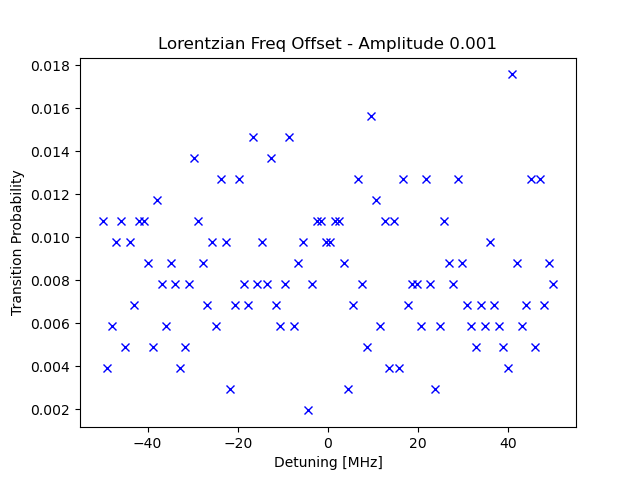 Lorentzian Freq Offset - Amplitude 0.001
0.018
0.016
0.014
0.012
0.010
0.008
0.006
0.004
0.002
Transition Probability
−40 −20 0 20 40
Detuning [MHz]